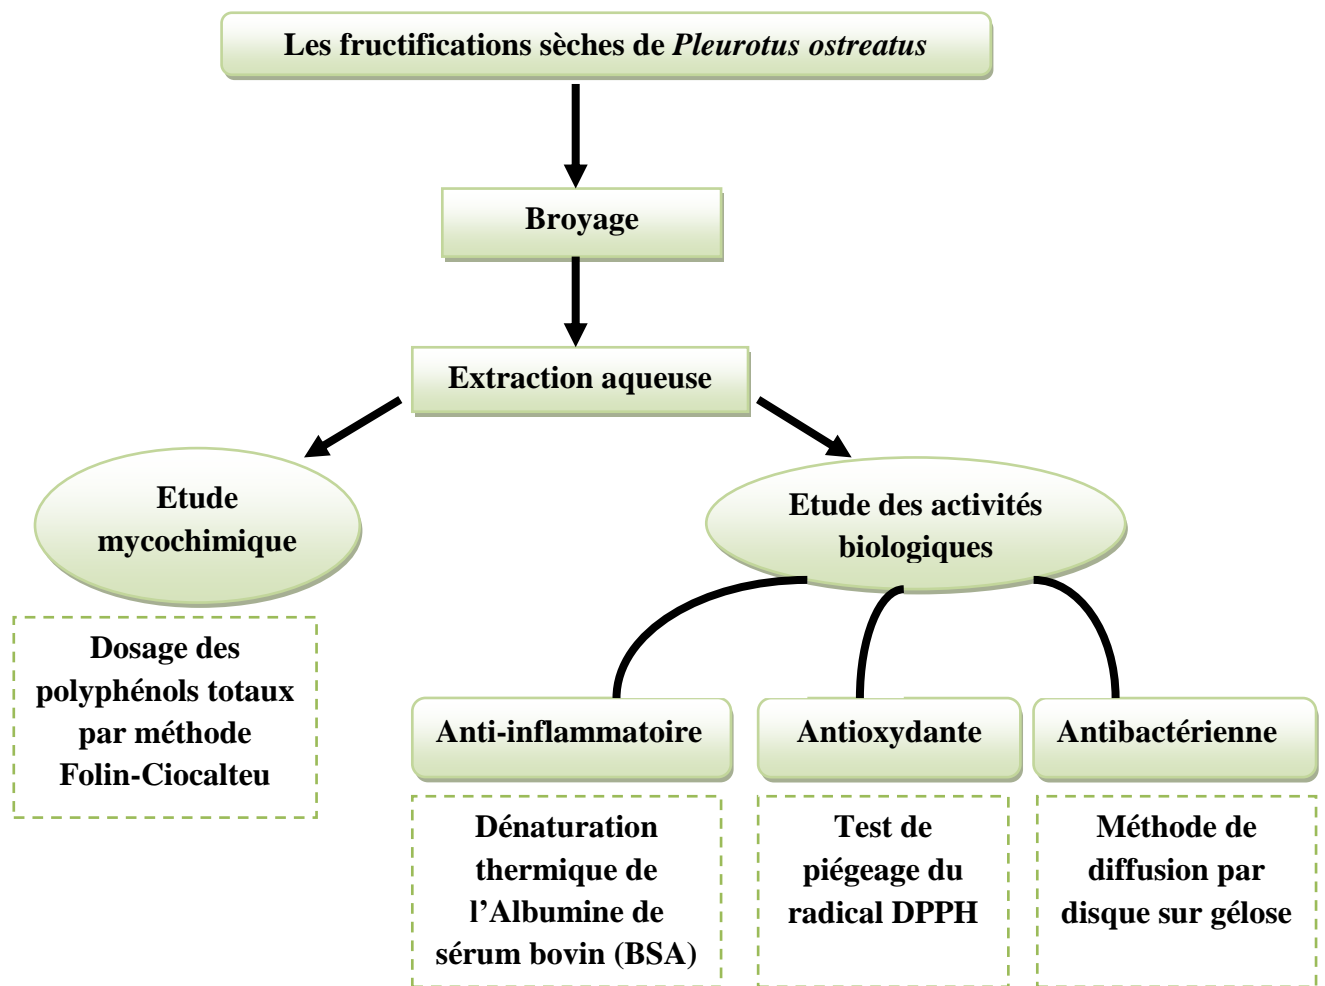 Les fructifications sèches de Pleurotus ostreatus
Broyage
Extraction aqueuse
Etude
mycochimique
Dosage des
polyphénols totaux
par méthode
Folin-Ciocalteu
Etude des activités
biologiques
Anti-inflammatoire
Dénaturation
thermique de
l’Albumine de
sérum bovin (BSA)
Antioxydante
Test de
piégeage du
radical DPPH
Antibactérienne
Méthode de
diffusion par
disque sur gélose